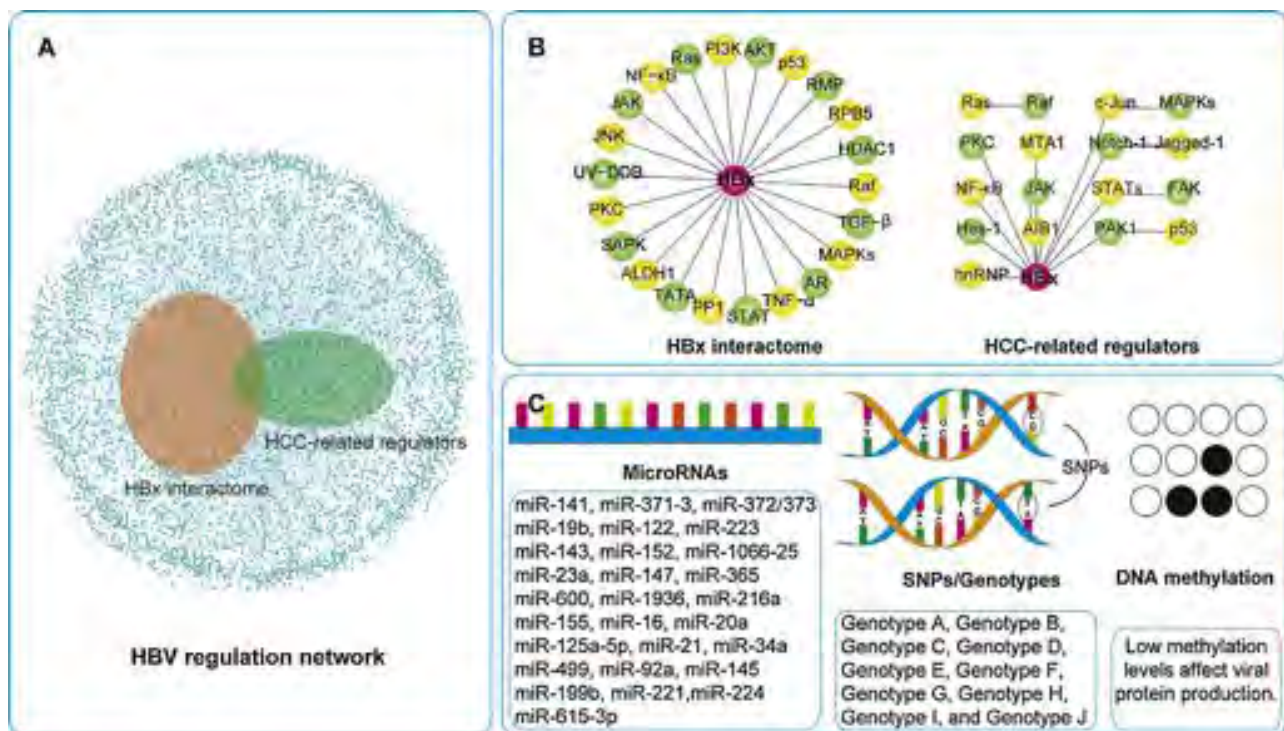 A
HCC-related regulators
HBx interactome
HBV regulation network
B
PI3K
AKT
Ras
p53
NF-κB
RMP
JAK
RPB5
JNK
HDAC1
UV-DDB
HBx
Raf
PKC
TGF-β
SAPK
MAPKs
ALDH1
AR
TATA
TNF-α
PP1
STAT
HBx interactome
Ras
Raf
c-Jun
MAPKs
PKC
MTA1
Notch-1
Jagged-1
NF-κB
JAK
STATs
FAK
Hes-1
AIB1
PAK1
p53
hnRNP
HBx
HCC-related regulators
C
MicroRNAs
miR-141, miR-371-3, miR-372/373
miR-19b, miR-122, miR-223
miR-143, miR-152, miR-1066-25
miR-23a, miR-147, miR-365
miR-600, miR-1936, miR-216a
miR-155, miR-16, miR-20a
miR-125a-5p, miR-21, miR-34a
miR-499, miR-92a, miR-145
miR-199b, miR-221,miR-224
miR-615-3p
SNPs
SNPs/Genotypes
Genotype A, Genotype B,
Genotype C, Genotype D,
Genotype E, Genotype F,
Genotype G, Genotype H,
Genotype I, and Genotype J
DNA methylation
Low methylation
levels affect viral
protein production.